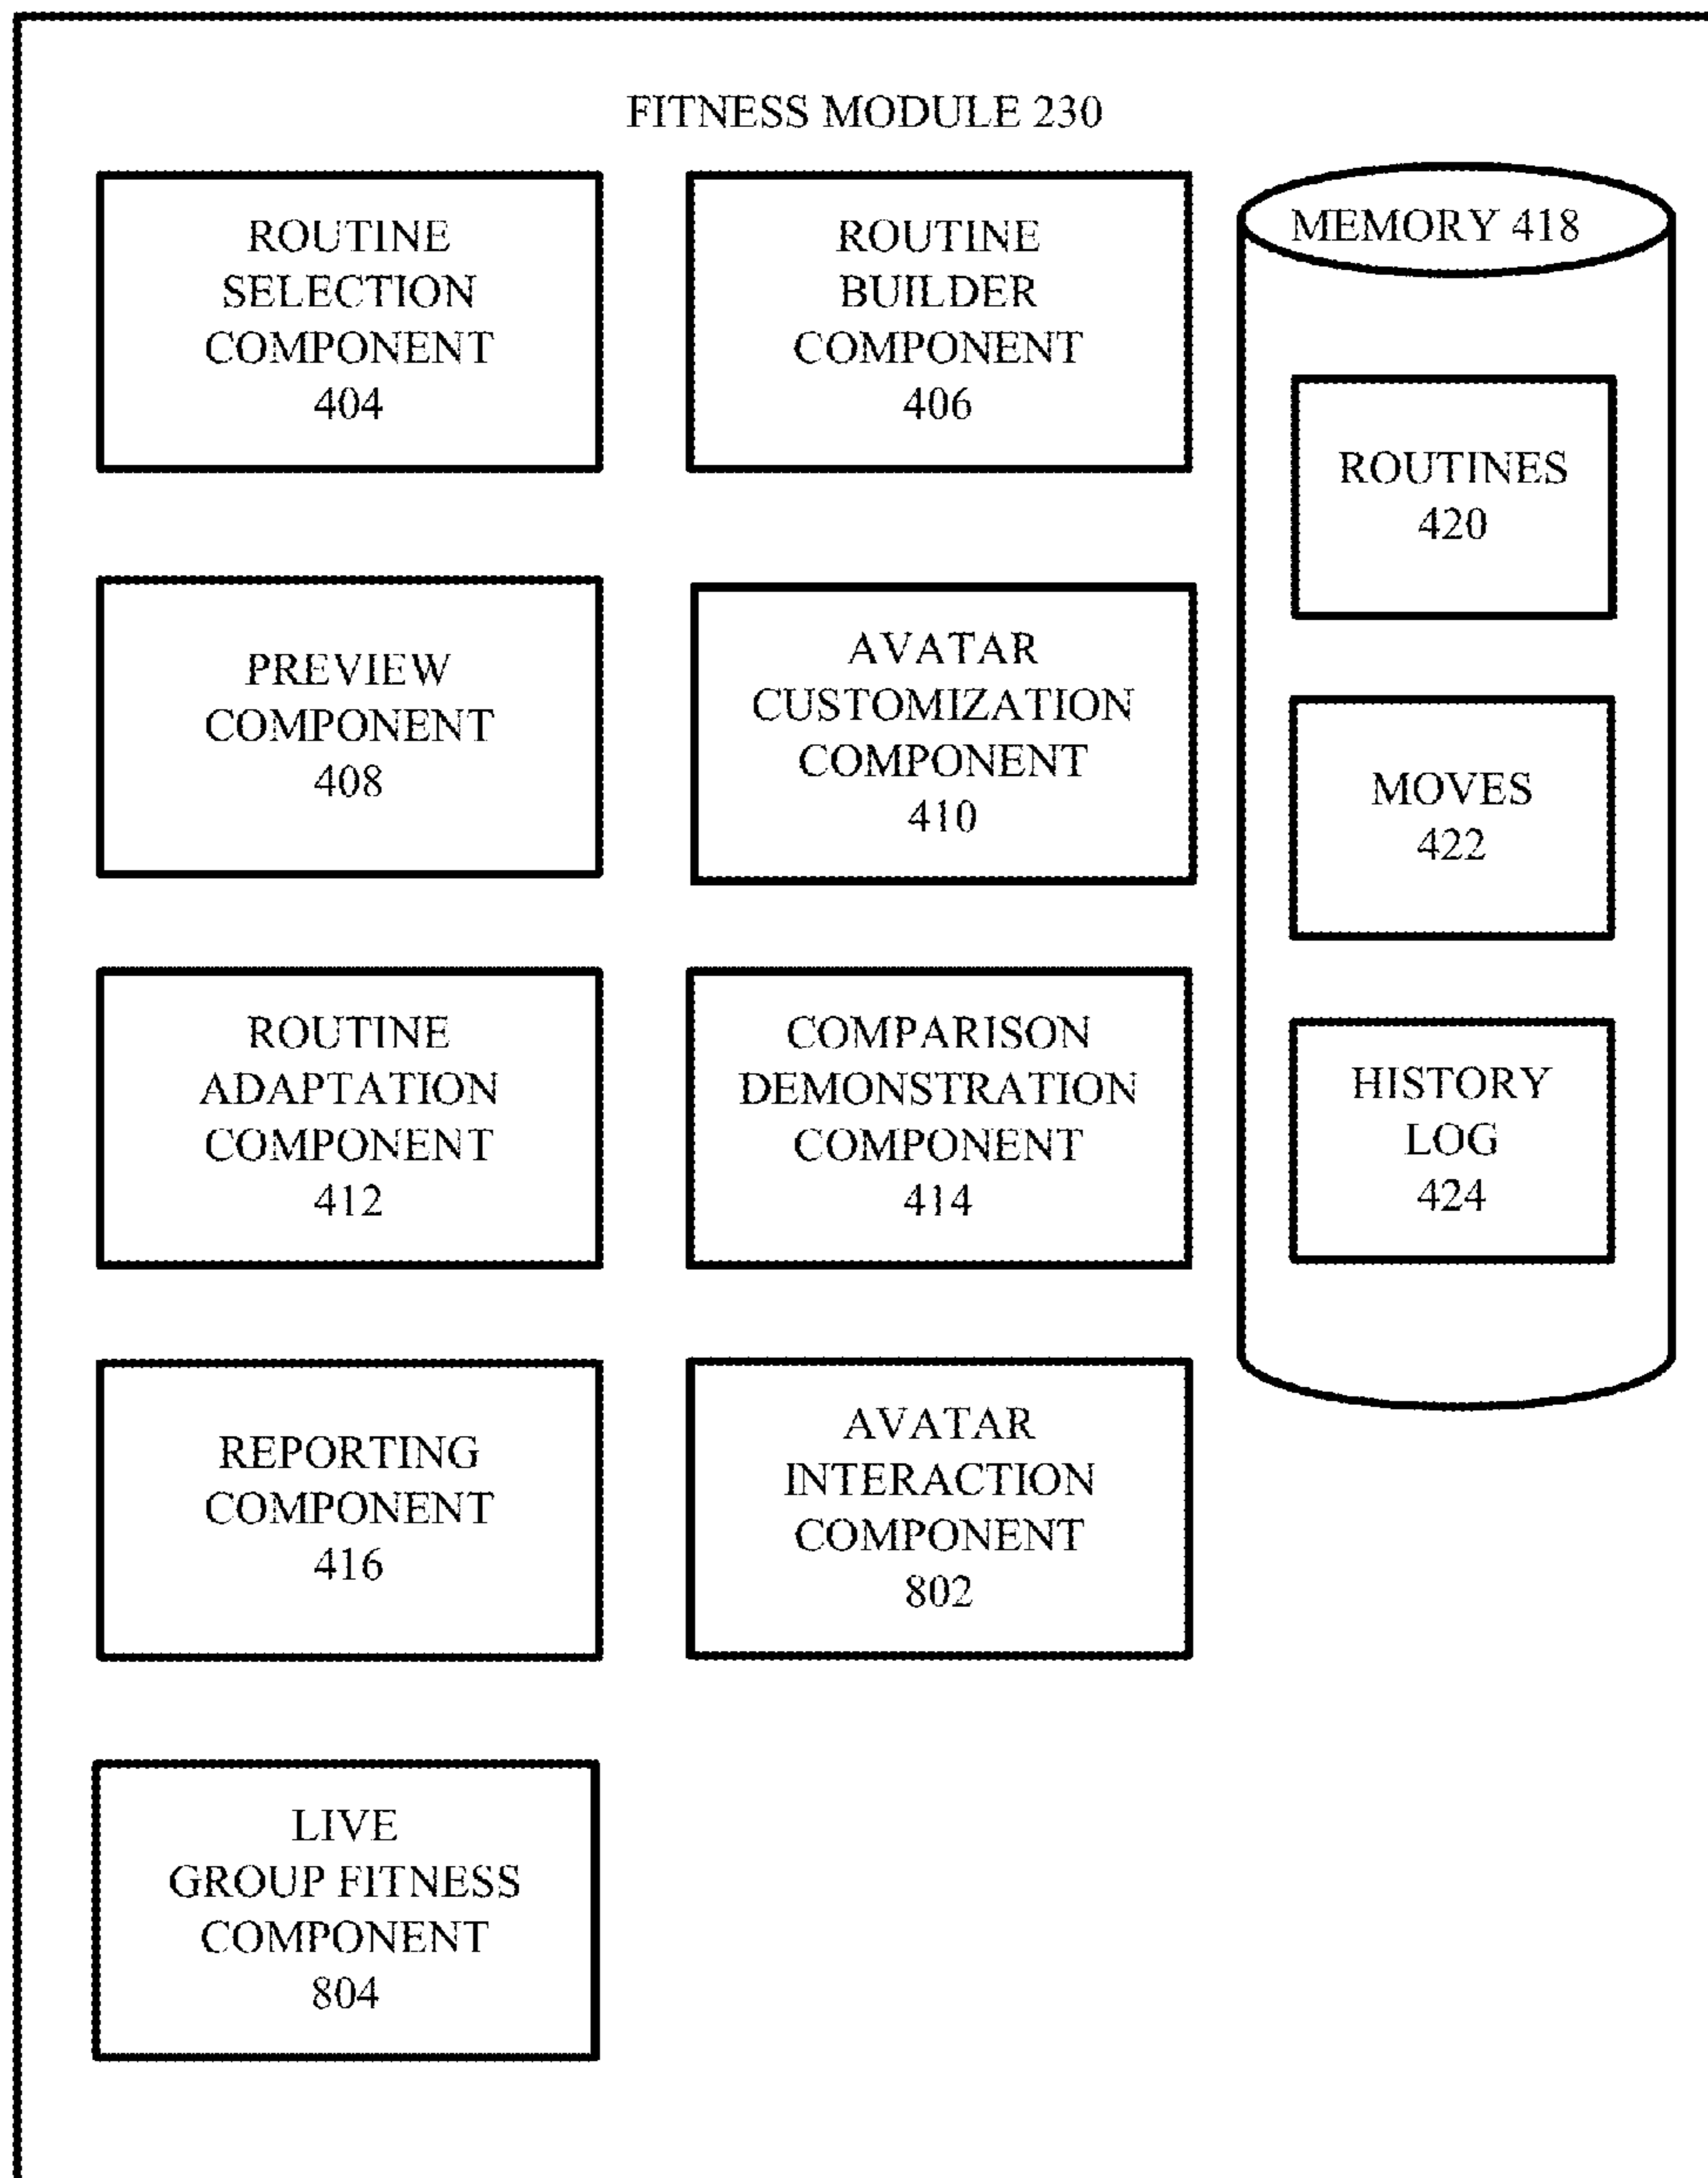 FITNESS MODULE 230
ROUTINE
SELECTION
COMPONENT
404
ROUTINE
BUILDER
COMPONENT
406
MEMORY 418
ROUTINES
420
PREVIEW
COMPONENT
408
AVATAR
CUSTOMIZATION
COMPONENT
410
MOVES
422
ROUTINE
ADAPTATION
COMPONENT
412
COMPARISON
DEMONSTRATION
COMPONENT
414
HISTORY
LOG
424
REPORTING
COMPONENT
416
AVATAR
INTERACTION
COMPONENT
802
LIVE
GROUP FITNESS
COMPONENT
804